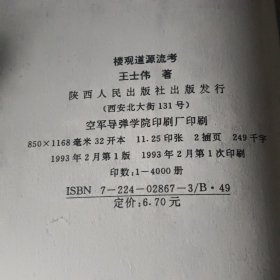 楼观道源流考
王士伟 著
陕西人民出版社出版发行
(西安北大街131号)
空军导弹学院印刷厂印刷
850×1168毫米32开本 11.25印张 2插页 249千字
1993年2月第1版 1993年2月第1次印刷
印数:1-4000册
ISBN 7-224-02867-3/B·49
定价:6.70元